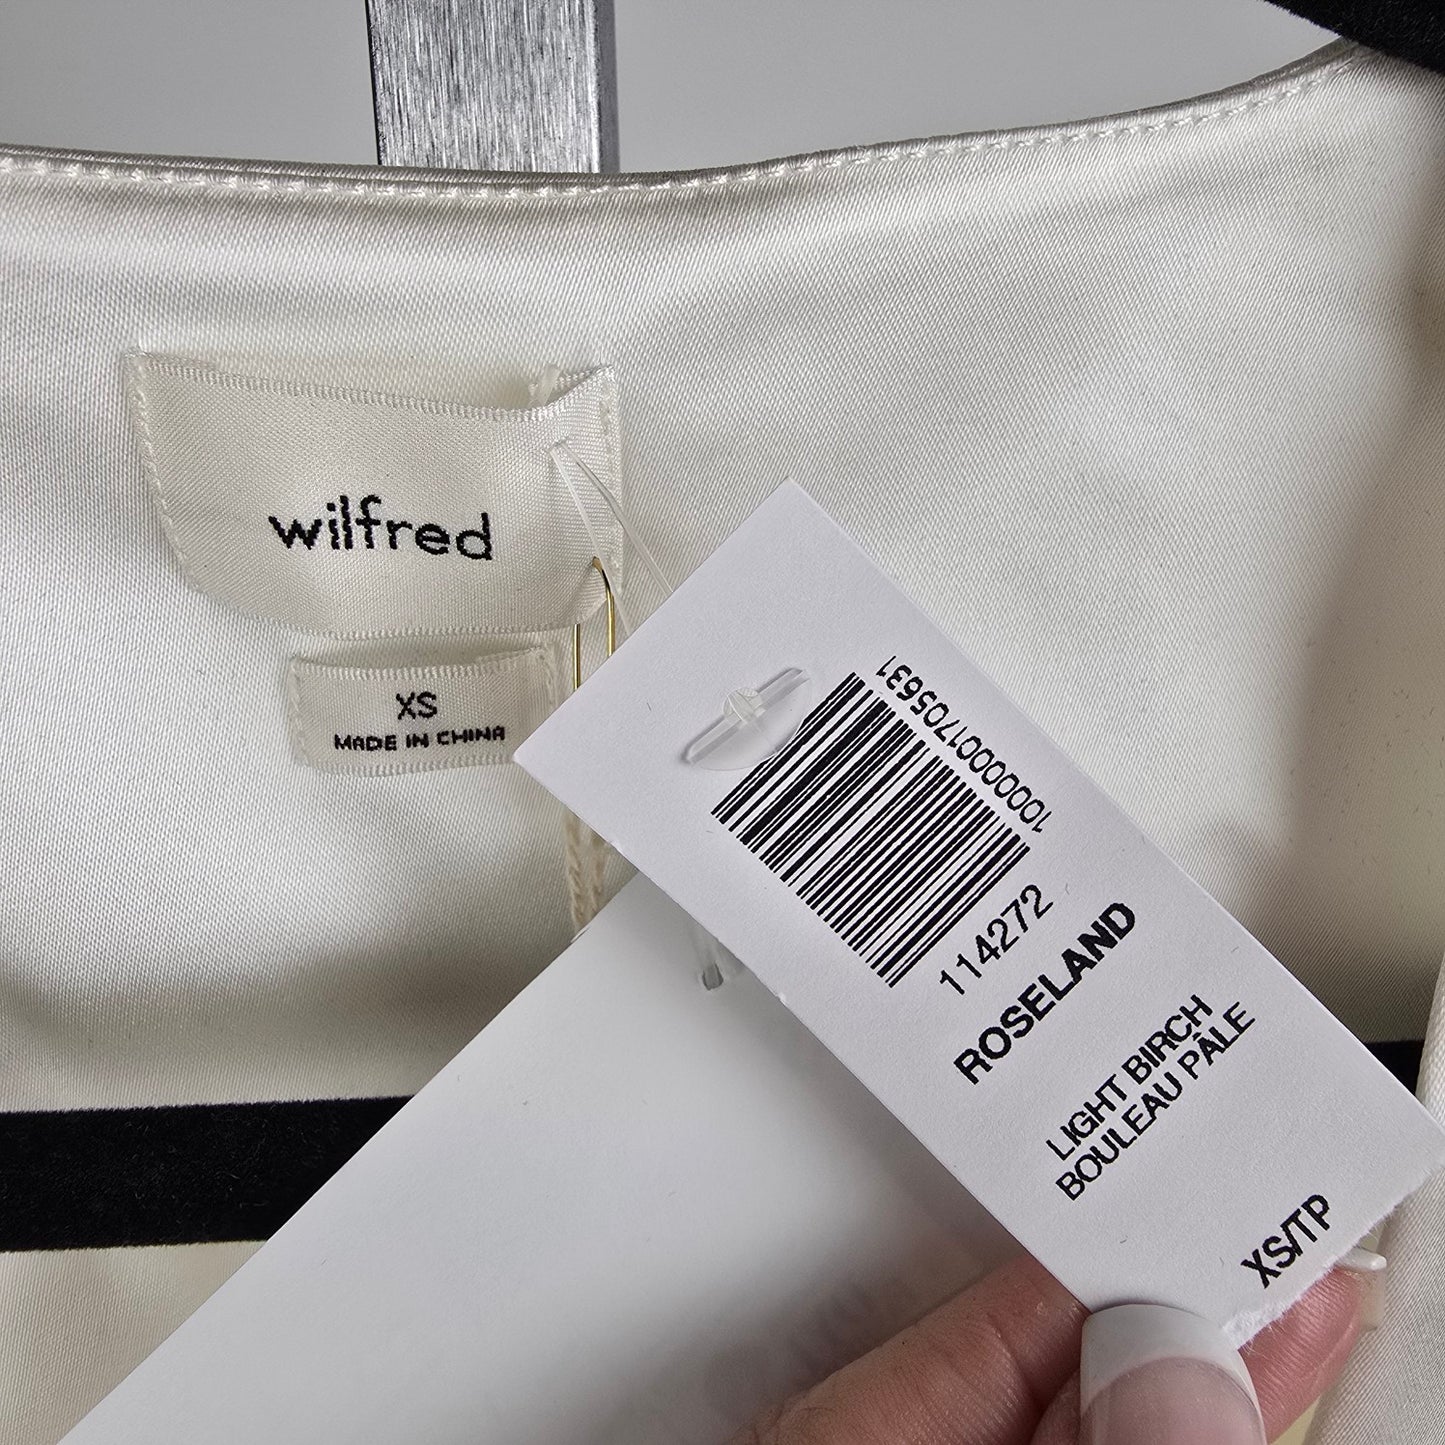 wilfred
XS
MADE IN CHINA
10000001705631
114272
ROSELAND
LIGHT BIRCH
BOULEAU PÂLE
XS/TP